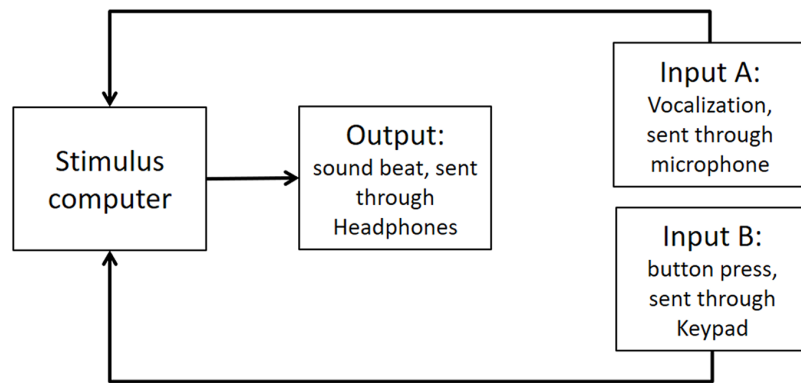 Stimulus
computer
Output:
sound beat, sent
through
Headphones
Input A:
Vocalization,
sent through
microphone
Input B:
button press,
sent through
Keypad